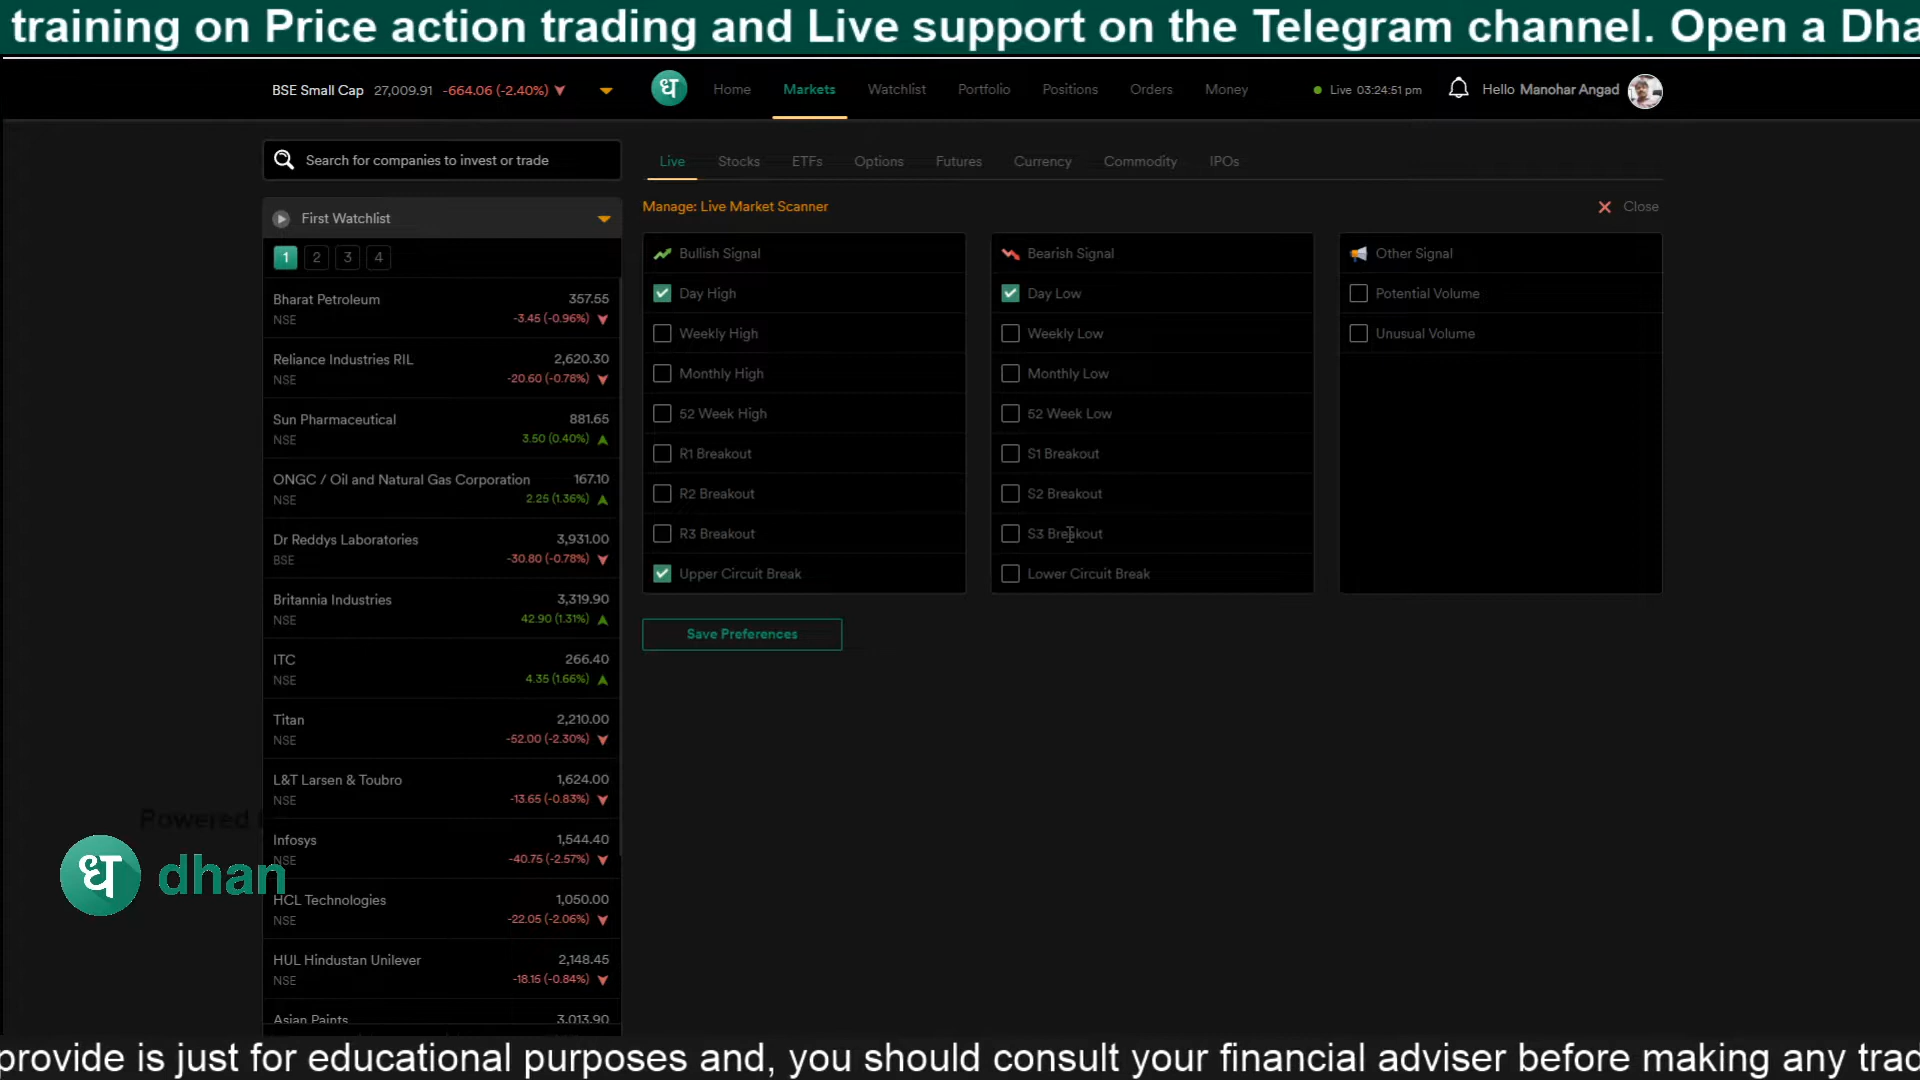 training on Price action trading and Live support on the Telegram channel. Open a Dha
BSE Small Cap 27,009.91 -664.06 (-2.40%)
ध Home Markets Watchlist Portfolio Positions Orders Money
Live 03:24:51 pm Hello Manohar Angad
Search for companies to invest or trade
First Watchlist
1 2 3 4
Bharat Petroleum 357.55
NSE -3.45 (-0.96%)
Reliance Industries RIL 2,620.30
NSE -20.60 (-0.78%)
Sun Pharmaceutical 881.65
NSE 3.50 (0.40%)
ONGC / Oil and Natural Gas Corporation 167.10
NSE 2.25 (1.36%)
Dr Reddys Laboratories 3,931.00
BSE -30.80 (-0.78%)
Britannia Industries 3,319.90
NSE 42.90 (1.31%)
ITC 266.40
NSE 4.35 (1.66%)
Titan 2,210.00
NSE -52.00 (-2.30%)
L&T Larsen & Toubro 1,624.00
NSE -13.65 (-0.83%)
Infosys 1,544.40
NSE -40.75 (-2.57%)
HCL Technologies 1,050.00
NSE -22.05 (-2.06%)
HUL Hindustan Unilever 2,148.45
NSE -18.15 (-0.84%)
Asian Paints 3,013.90
Live Stocks ETFs Options Futures Currency Commodity IPOs
Manage: Live Market Scanner
Close
Bullish Signal
Day High
Weekly High
Monthly High
52 Week High
R1 Breakout
R2 Breakout
R3 Breakout
Upper Circuit Break
Bearish Signal
Day Low
Weekly Low
Monthly Low
52 Week Low
S1 Breakout
S2 Breakout
S3 Breakout
Lower Circuit Break
Other Signal
Potential Volume
Unusual Volume
Save Preferences
Powered
ध dhan
provide is just for educational purposes and, you should consult your financial adviser before making any trad